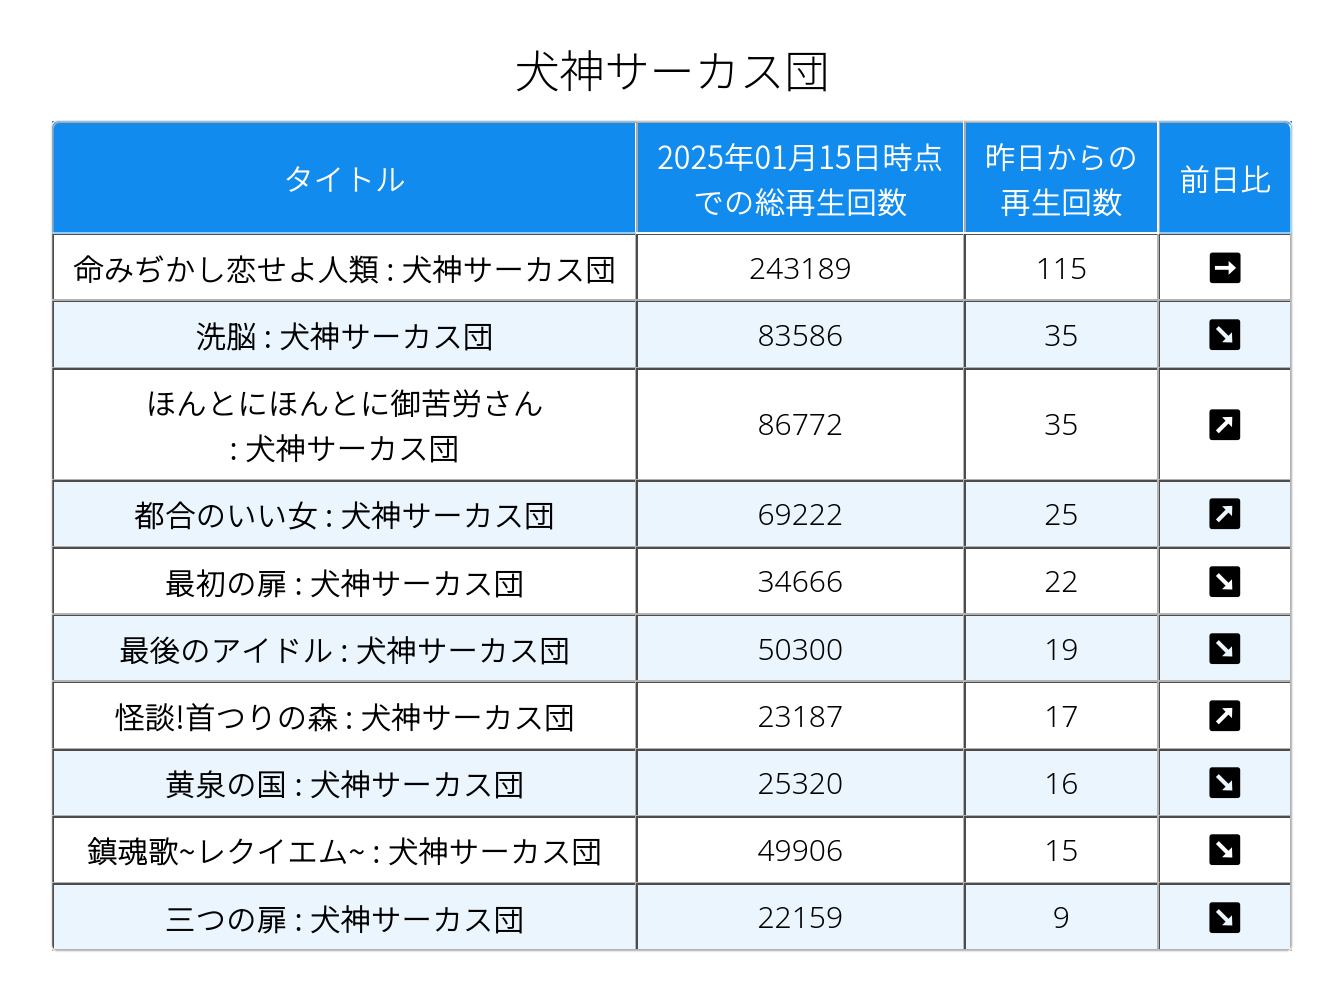 犬神サーカス団
タイトル
2025年01月15日時点
での総再生回数
昨日からの
再生回数
前日比
命みぢかし恋せよ人類 : 犬神サーカス団 243189 115 ➡
洗脳 : 犬神サーカス団 83586 35 ↘
ほんとにほんとに御苦労さん
: 犬神サーカス団 86772 35 ↗
都合のいい女 : 犬神サーカス団 69222 25 ↗
最初の扉 : 犬神サーカス団 34666 22 ↘
最後のアイドル : 犬神サーカス団 50300 19 ↘
怪談!首つりの森 : 犬神サーカス団 23187 17 ↗
黄泉の国 : 犬神サーカス団 25320 16 ↘
鎮魂歌~レクイエム~ : 犬神サーカス団 49906 15 ↘
三つの扉 : 犬神サーカス団 22159 9 ↘